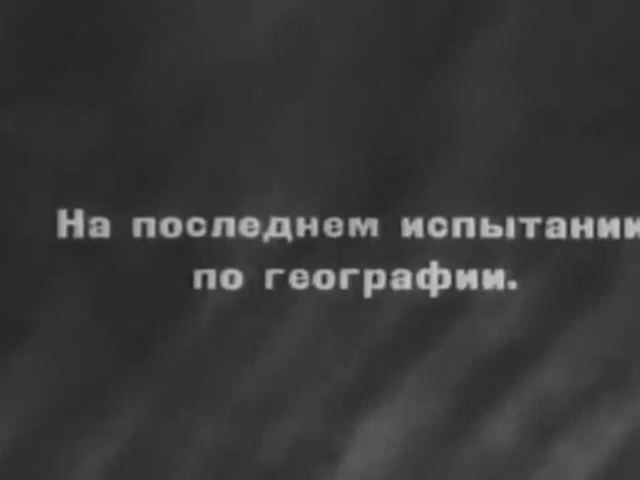 На последнем испытании
по географии.